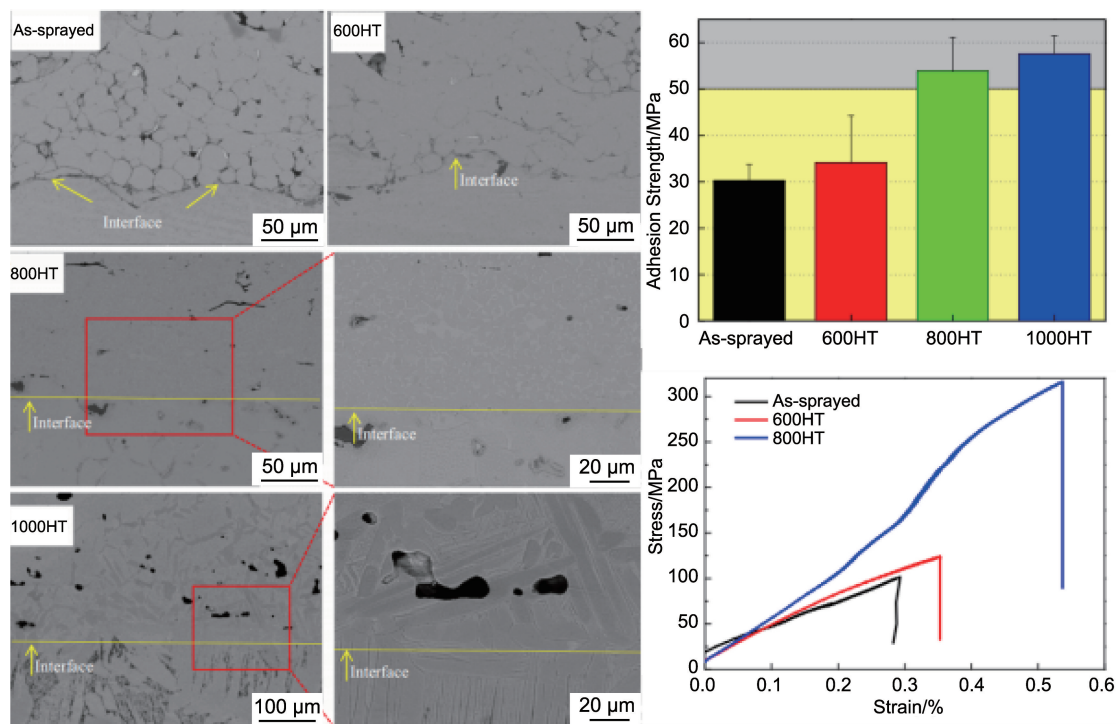 As-sprayed
Interface
50 μm
600HT
Interface
50 μm
800HT
Interface
50 μm
Interface
20 μm
1000HT
Interface
100 μm
Interface
20 μm
Adhesion Strength/MPa
60
50
40
30
20
10
0
As-sprayed 600HT 800HT 1000HT
Stress/MPa
300
250
200
150
100
50
0
As-sprayed
600HT
800HT
0.0 0.1 0.2 0.3 0.4 0.5 0.6
Strain/%